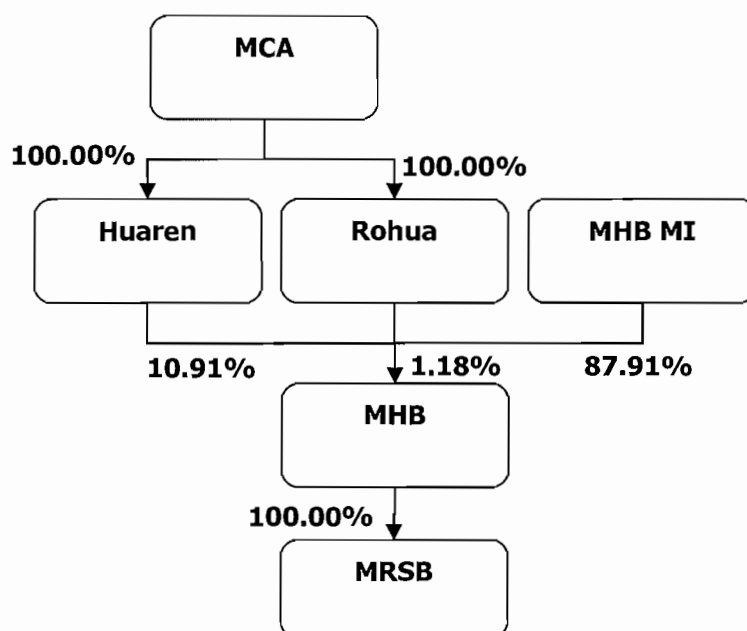 MCA
100.00%
100.00%
Huaren
Rohua
MHB MI
10.91%
1.18%
87.91%
MHB
100.00%
MRSB